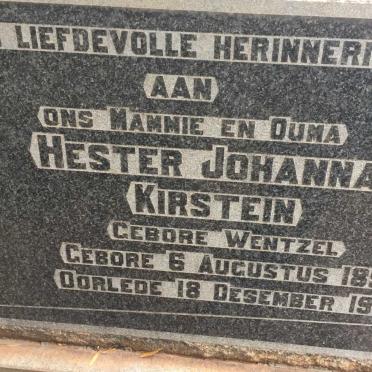 LIEFDEVOLLE HERINNERI
AAN
ONS MAMMIE EN OUMA
HESTER JOHANNA
KIRSTEIN
GEBORE WENTZEL
GEBORE 6 AUGUSTUS 18
OORLEDE 18 DESEMBER 19